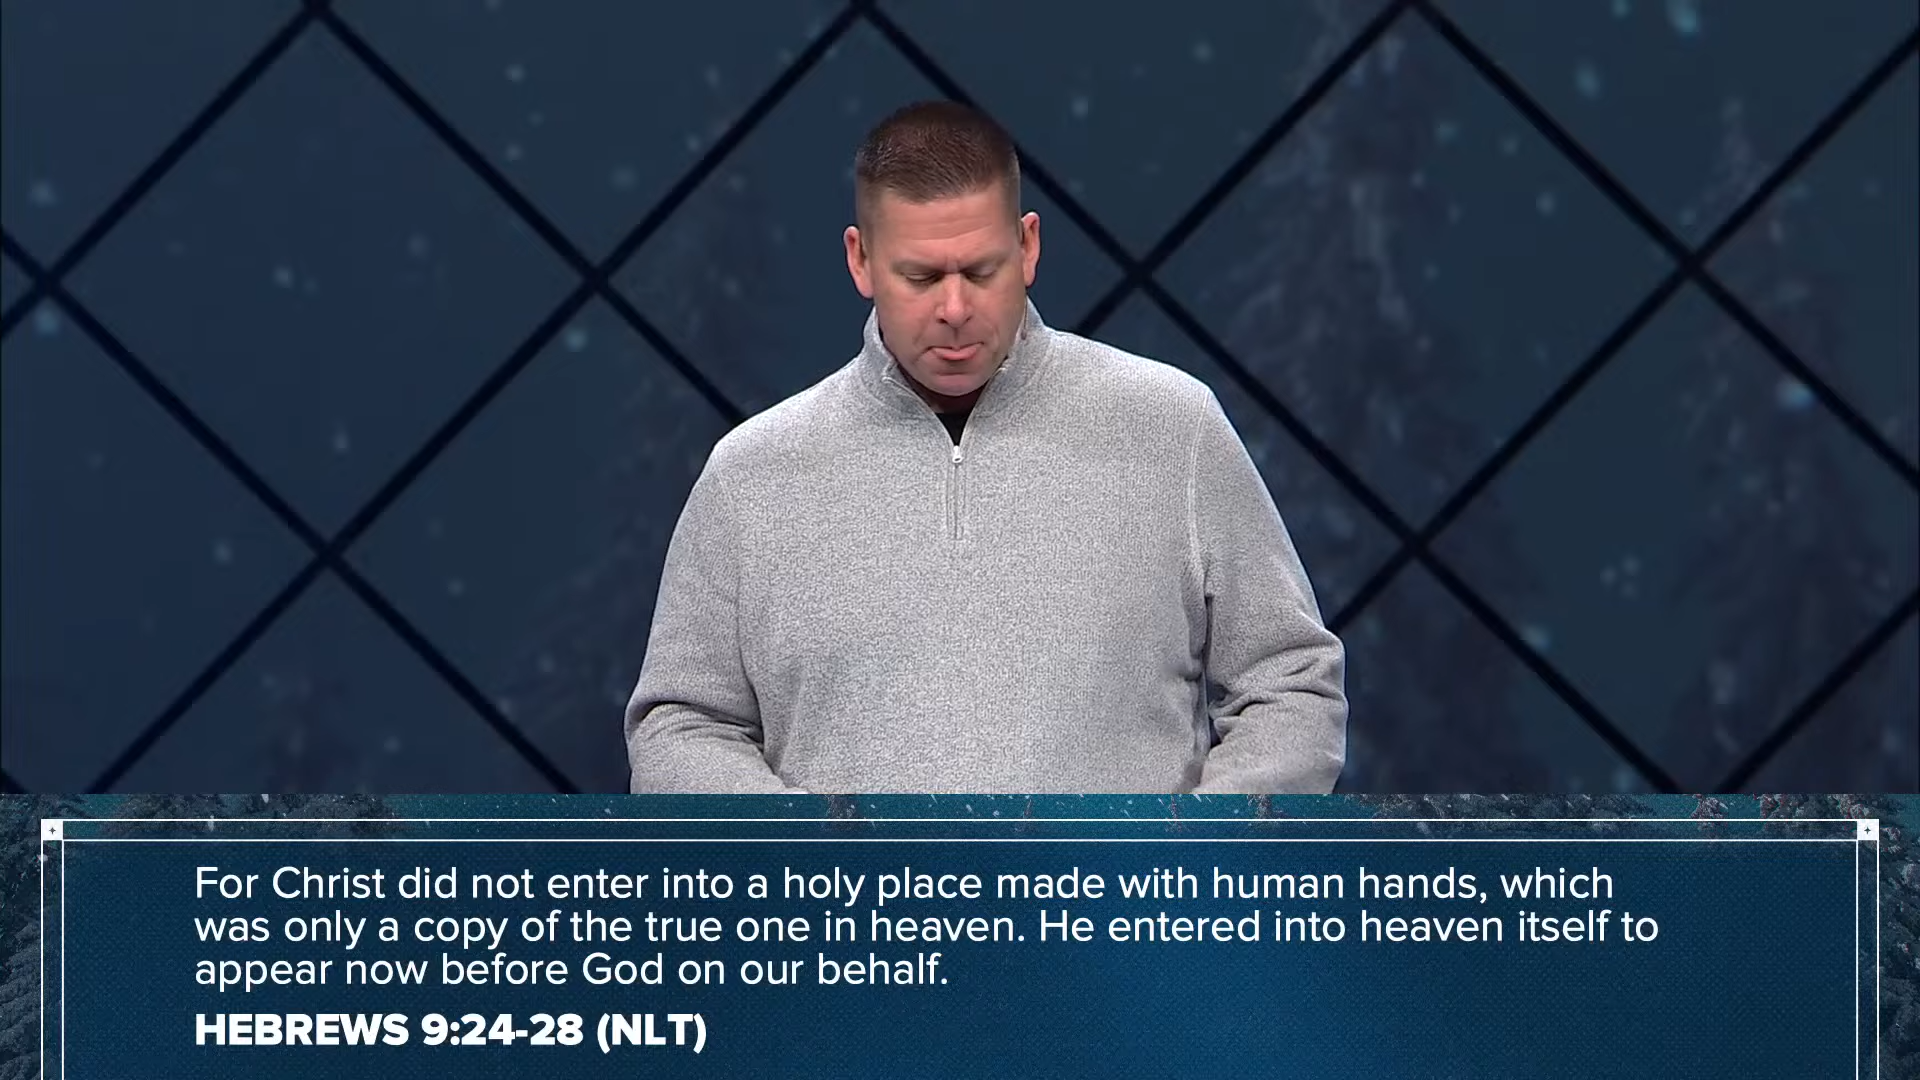 For Christ did not enter into a holy place made with human hands, which
was only a copy of the true one in heaven. He entered into heaven itself to
appear now before God on our behalf.
HEBREWS 9:24-28 (NLT)